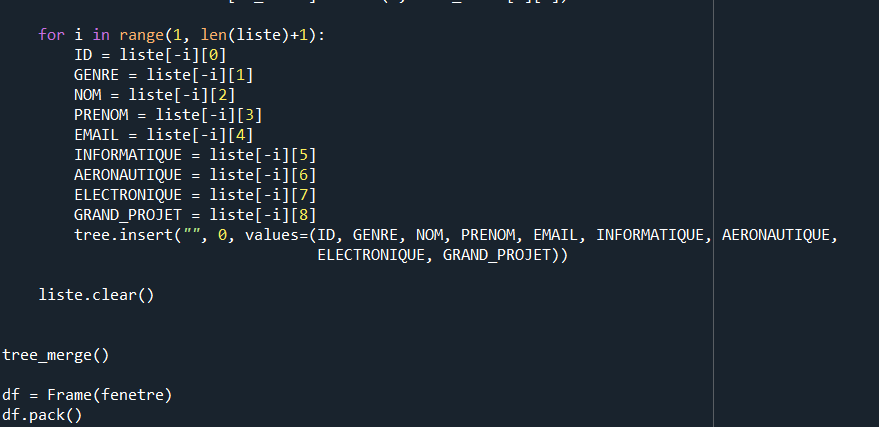 for i in range(1, len(liste)+1):
ID = liste[-i][0]
GENRE = liste[-i][1]
NOM = liste[-i][2]
PRENOM = liste[-i][3]
EMAIL = liste[-i][4]
INFORMATIQUE = liste[-i][5]
AERONAUTIQUE = liste[-i][6]
ELECTRONIQUE = liste[-i][7]
GRAND_PROJET = liste[-i][8]
tree.insert("", 0, values=(ID, GENRE, NOM, PRENOM, EMAIL, INFORMATIQUE, AERONAUTIQUE,
ELECTRONIQUE, GRAND_PROJET))
liste.clear()
tree_merge()
df = Frame(fenetre)
df.pack()